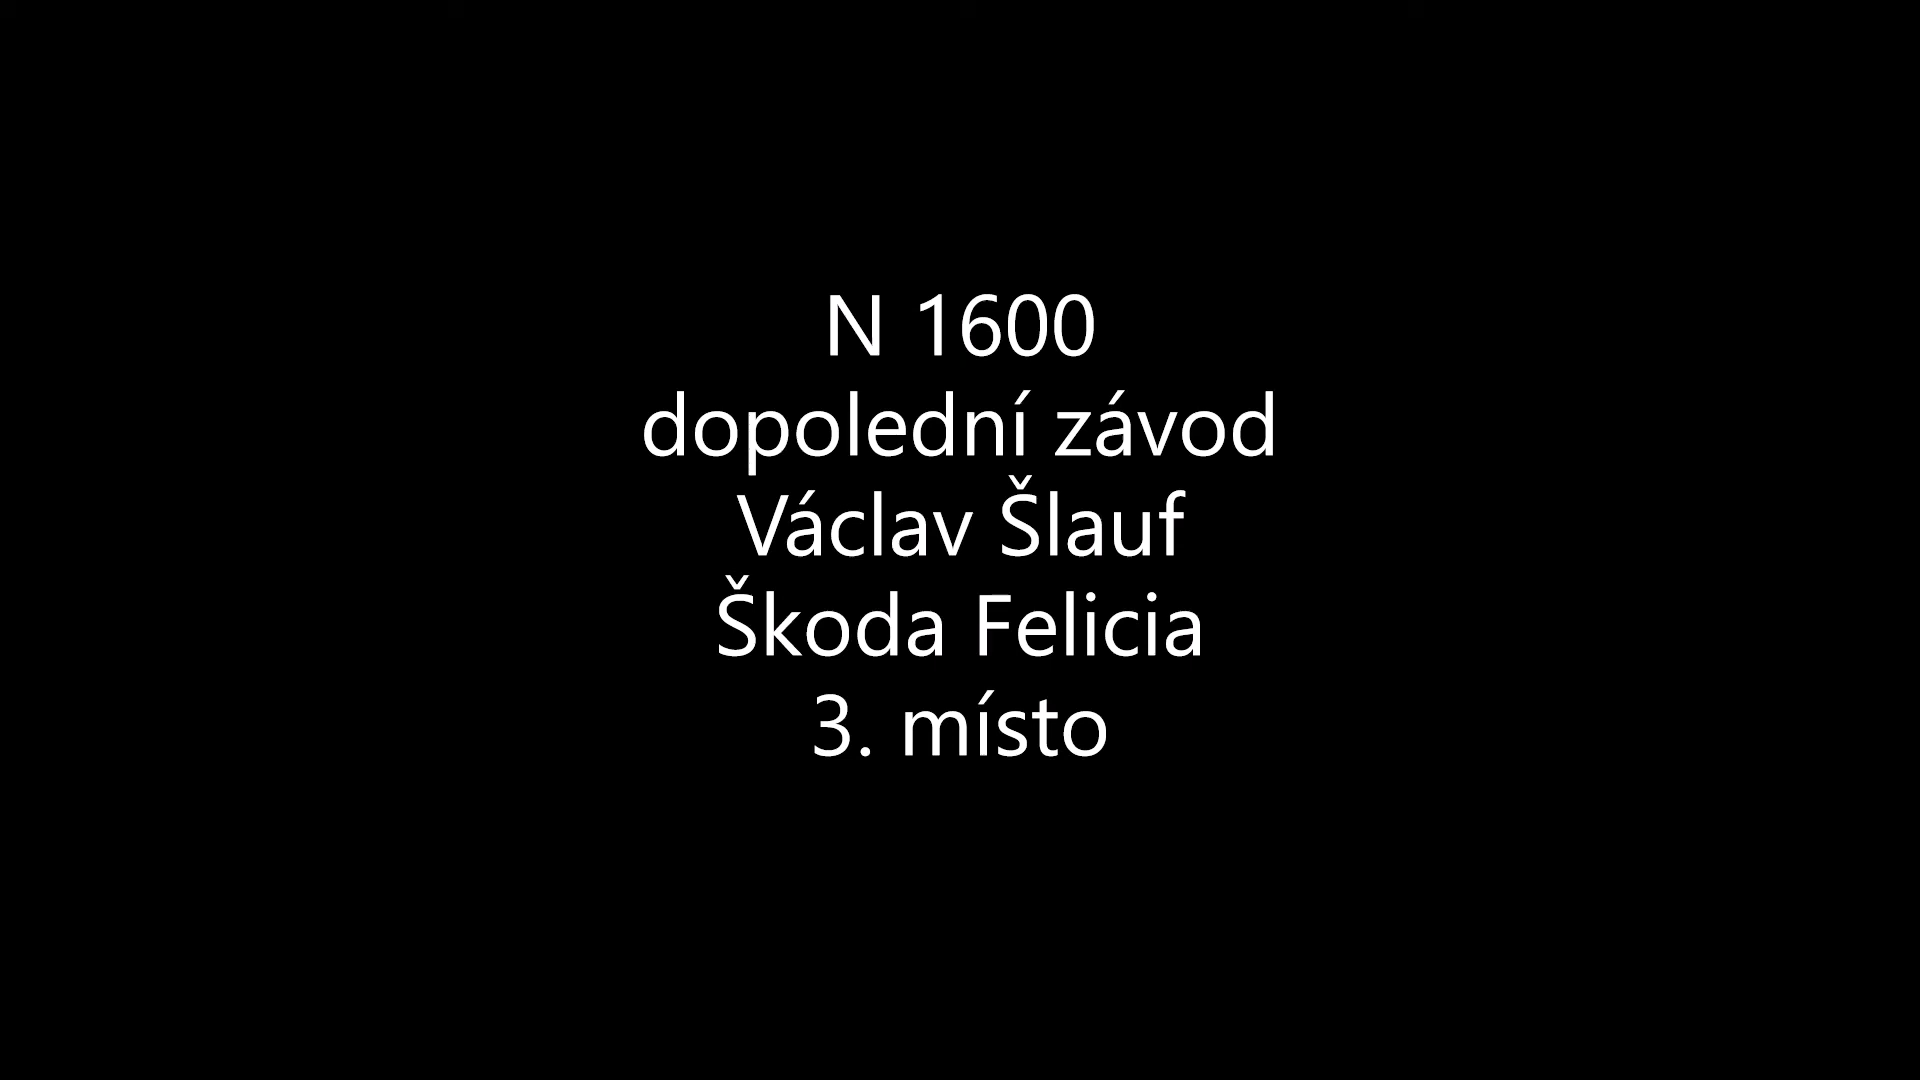 N 1600
dopolední závod
Václav Šlauf
Škoda Felicia
3. místo